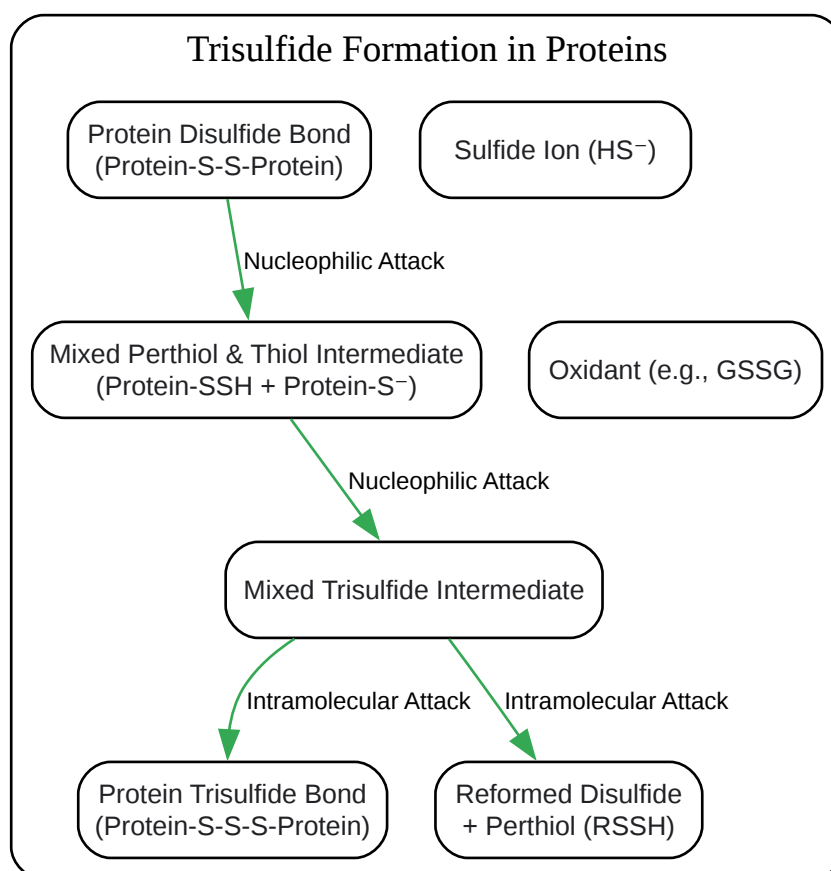 Trisulfide Formation in Proteins
Protein Disulfide Bond
(Protein-S-S-Protein)
Sulfide Ion (HS⁻)
Nucleophilic Attack
Mixed Perthiol & Thiol Intermediate
(Protein-SSH + Protein-S⁻)
Oxidant (e.g., GSSG)
Nucleophilic Attack
Mixed Trisulfide Intermediate
Intramolecular Attack
Intramolecular Attack
Protein Trisulfide Bond
(Protein-S-S-S-Protein)
Reformed Disulfide
+ Perthiol (RSSH)